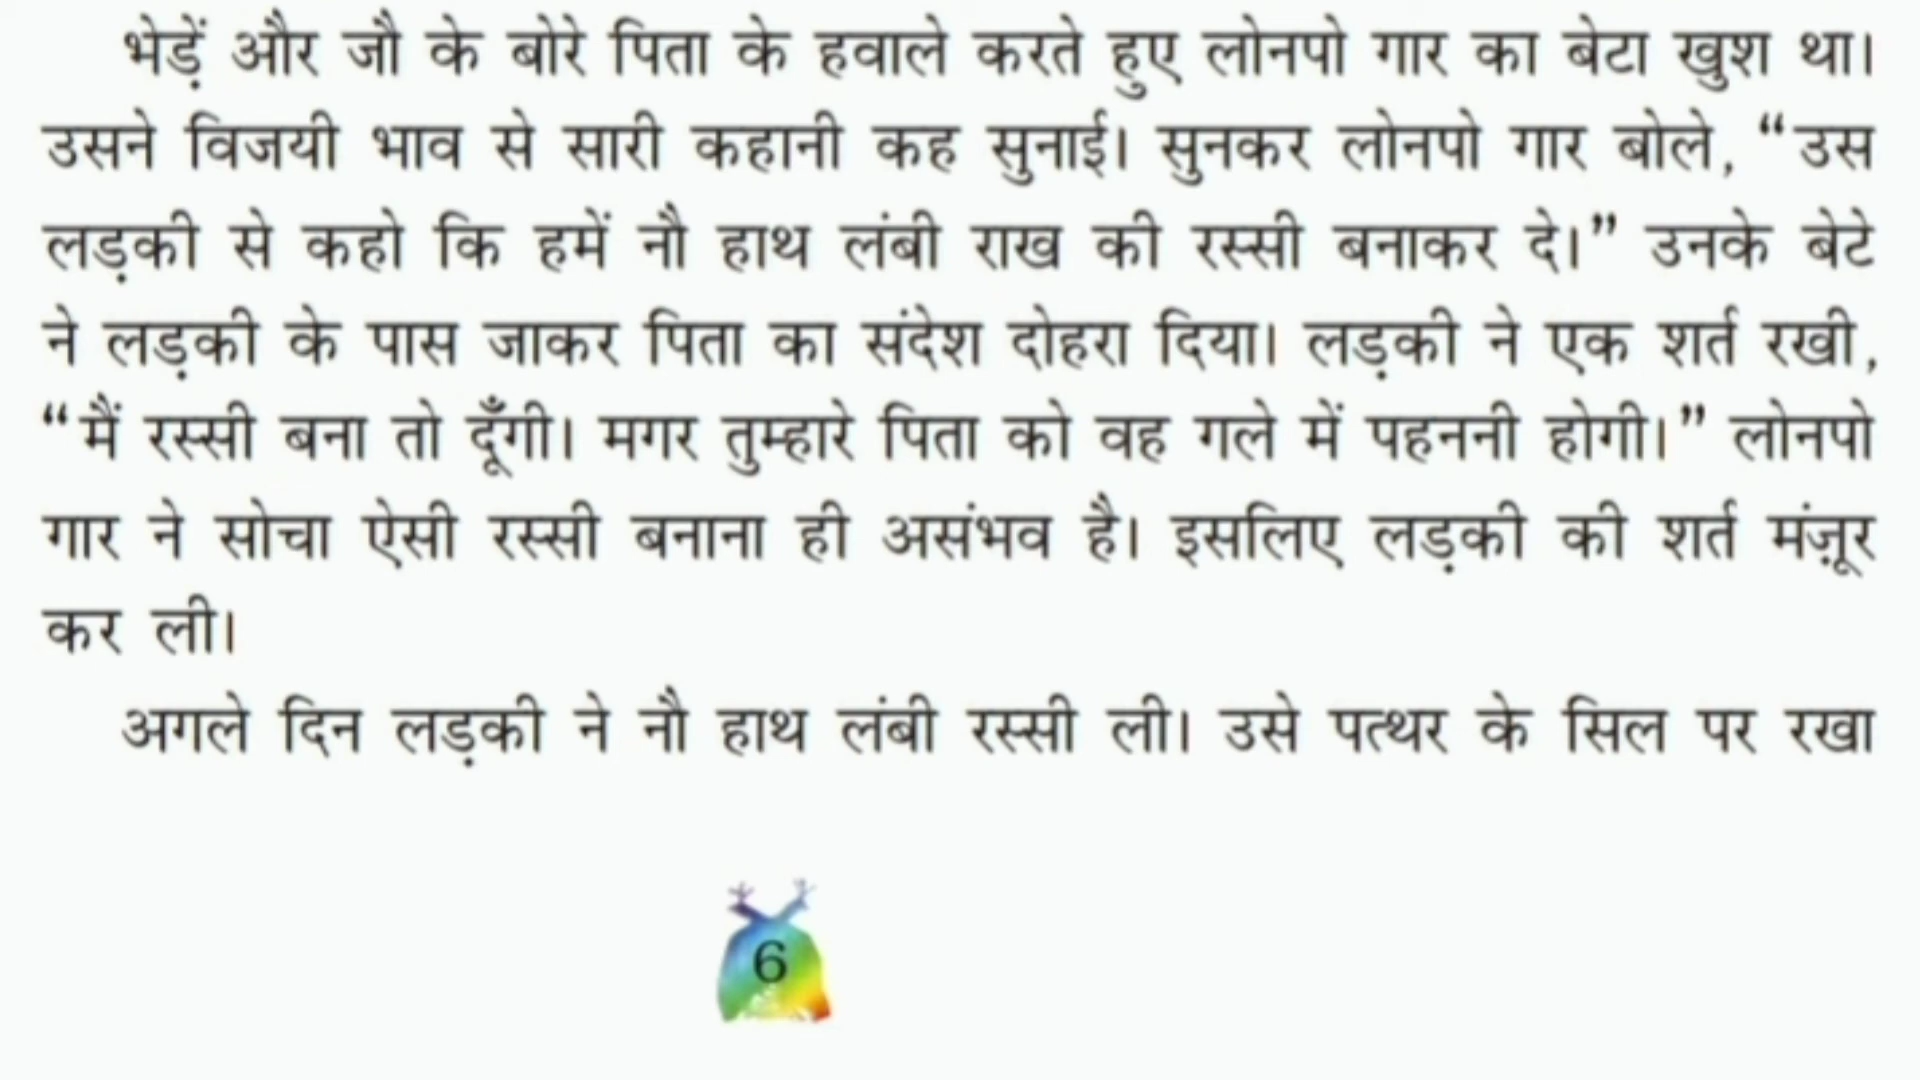 भेड़ें और जौ के बोरे पिता के हवाले करते हुए लोनपो गार का बेटा खुश था।
उसने विजयी भाव से सारी कहानी कह सुनाई। सुनकर लोनपो गार बोले, “उस
लड़की से कहो कि हमें नौ हाथ लंबी राख की रस्सी बनाकर दे।” उनके बेटे
ने लड़की के पास जाकर पिता का संदेश दोहरा दिया। लड़की ने एक शर्त रखी,
“मैं रस्सी बना तो दूँगी। मगर तुम्हारे पिता को वह गले में पहननी होगी।” लोनपो
गार ने सोचा ऐसी रस्सी बनाना ही असंभव है। इसलिए लड़की की शर्त मंज़ूर
कर ली।
अगले दिन लड़की ने नौ हाथ लंबी रस्सी ली। उसे पत्थर के सिल पर रखा
6